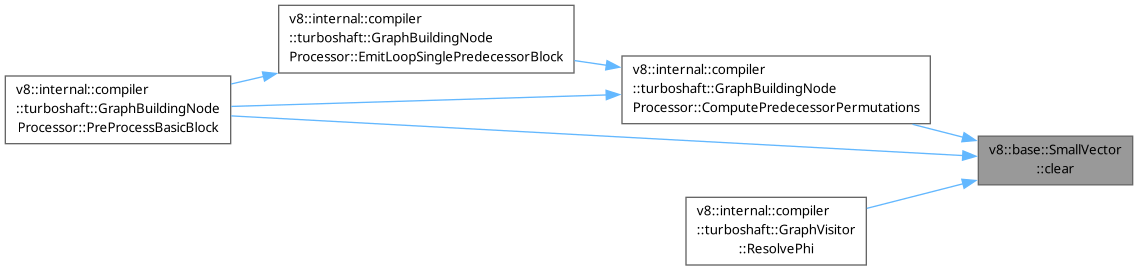 v8::internal::compiler
::turboshaft::GraphBuildingNode
Processor::EmitLoopSinglePredecessorBlock
v8::internal::compiler
::turboshaft::GraphBuildingNode
Processor::PreProcessBasicBlock
v8::internal::compiler
::turboshaft::GraphBuildingNode
Processor::ComputePredecessorPermutations
v8::base::SmallVector
::clear
v8::internal::compiler
::turboshaft::GraphVisitor
::ResolvePhi